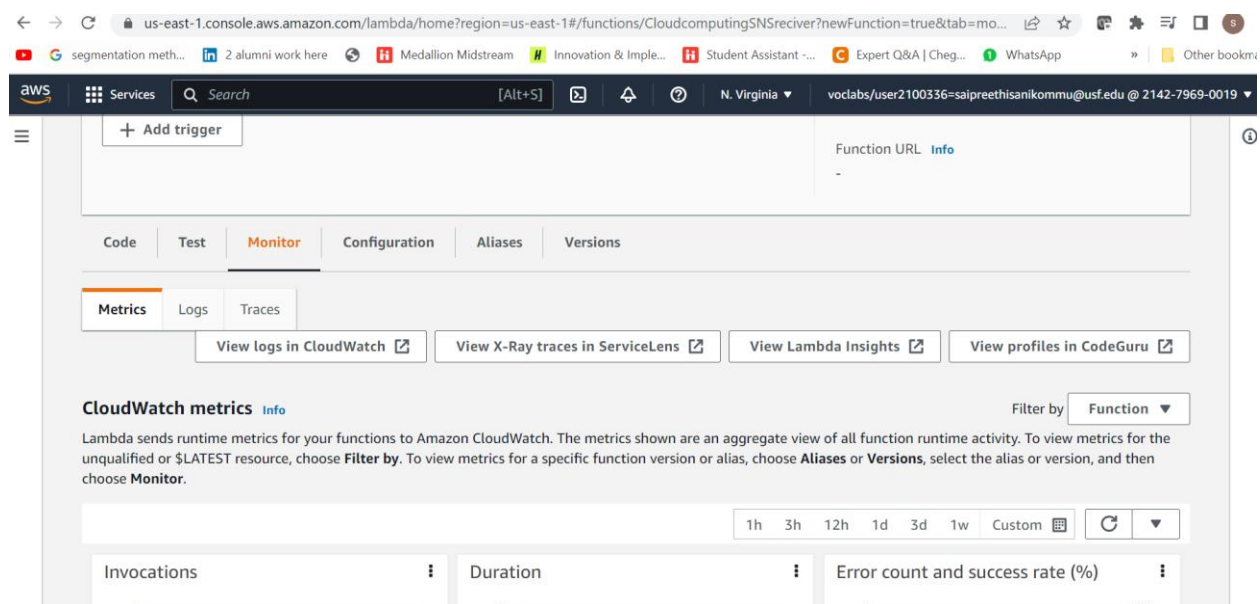 us-east-1.console.aws.amazon.com/lambda/home?region=us-east-1#/functions/CloudcomputingSNSreciver?newFunction=true&tab=mo... S
G segmentation meth... in 2 alumni work here Medallion Midstream H Innovation & Imple... Student Assistant -... C Expert Q&A | Cheg... WhatsApp » Other bookma
aws Services Search [Alt+S] N. Virginia ▼ voclabs/user2100336=saipreethisanikommu@usf.edu @ 2142-7969-0019 ▼
+ Add trigger
Function URL Info
-
Code Test Monitor Configuration Aliases Versions
Metrics Logs Traces
View logs in CloudWatch View X-Ray traces in ServiceLens View Lambda Insights View profiles in CodeGuru
CloudWatch metrics Info Filter by Function ▼
Lambda sends runtime metrics for your functions to Amazon CloudWatch. The metrics shown are an aggregate view of all function runtime activity. To view metrics for the
unqualified or $LATEST resource, choose Filter by. To view metrics for a specific function version or alias, choose Aliases or Versions, select the alias or version, and then
choose Monitor.
1h 3h 12h 1d 3d 1w Custom
Invocations Duration Error count and success rate (%)